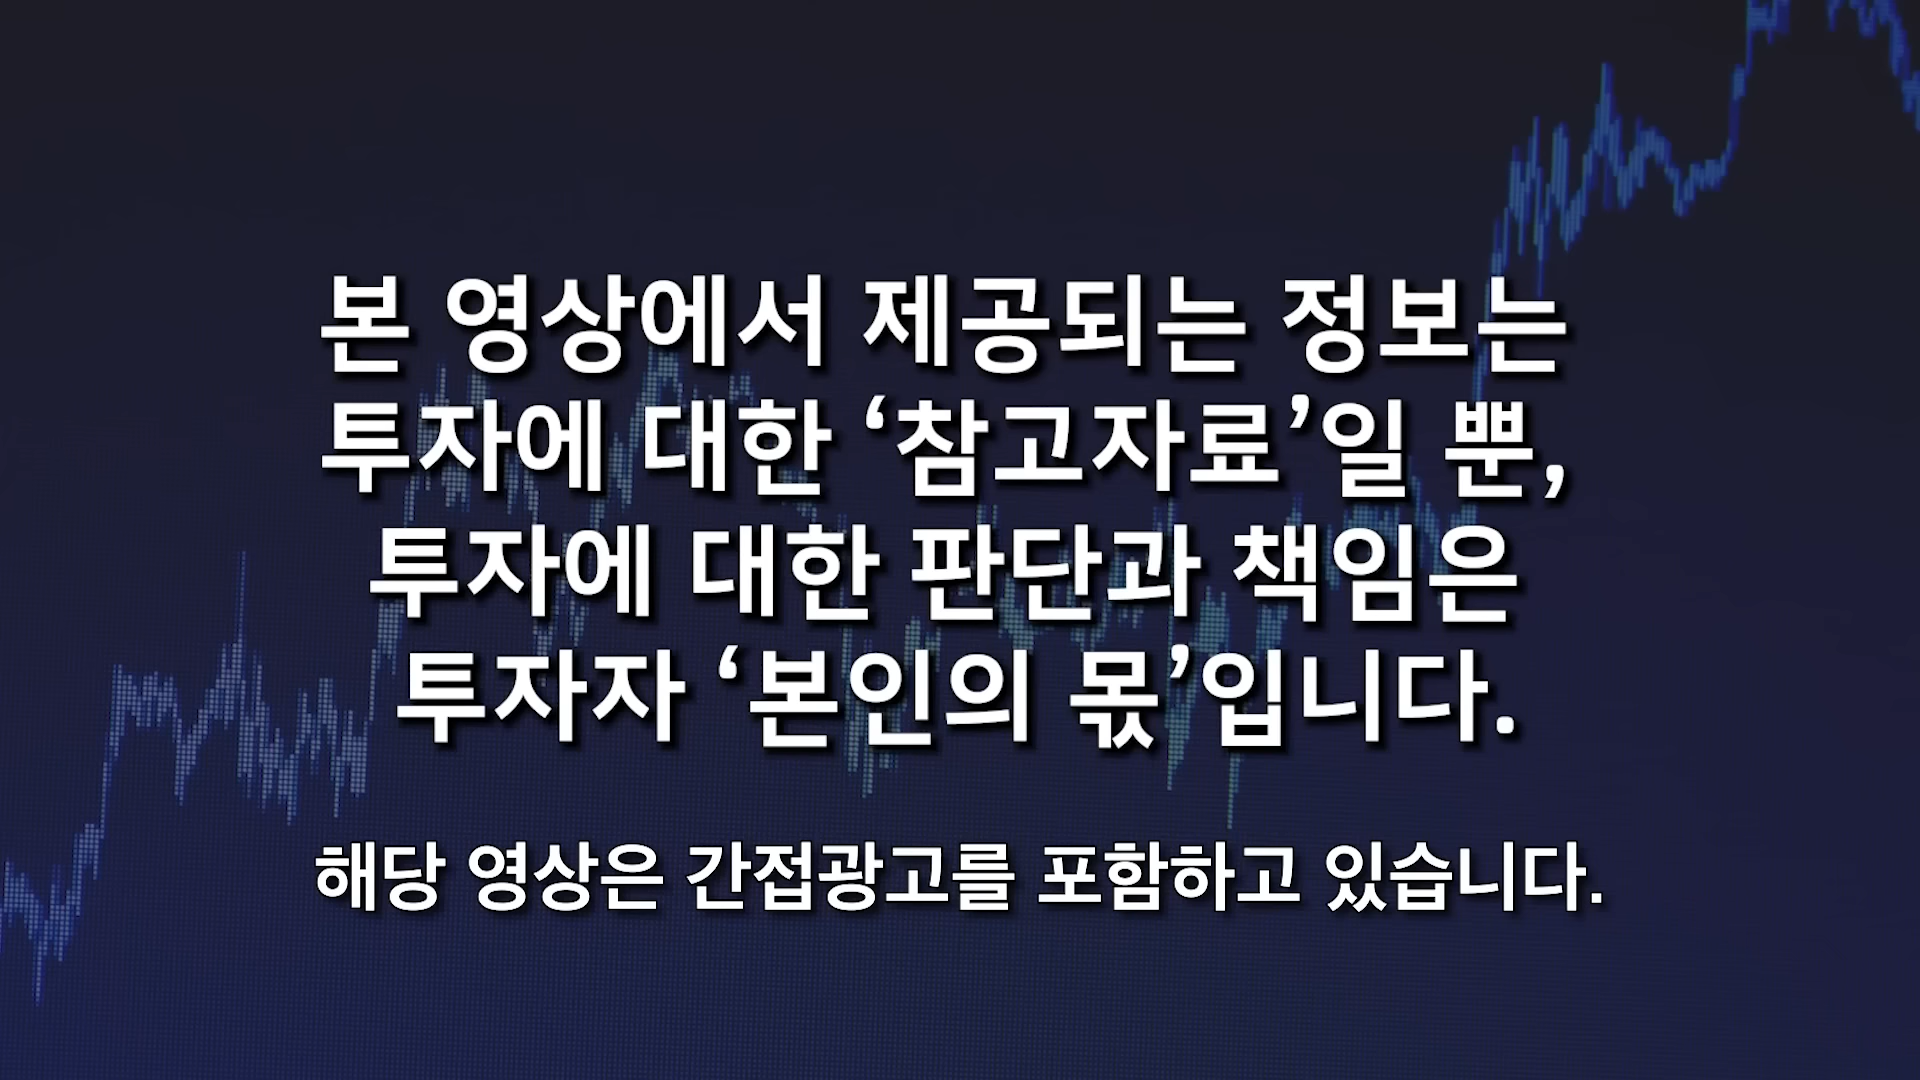 본 영상에서 제공되는 정보는
투자에 대한 ‘참고자료’일 뿐,
투자에 대한 판단과 책임은
투자자 ‘본인의 몫’입니다.
해당 영상은 간접광고를 포함하고 있습니다.